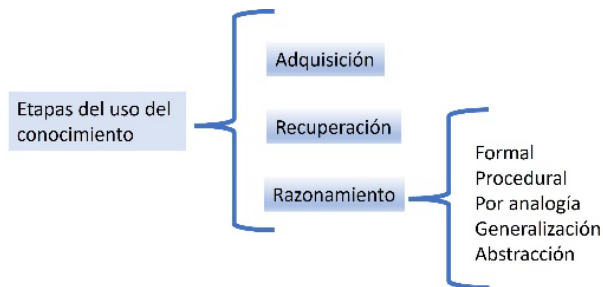 Etapas del uso del
conocimiento
Adquisición
Recuperación
Razonamiento
Formal
Procedural
Por analogía
Generalización
Abstracción